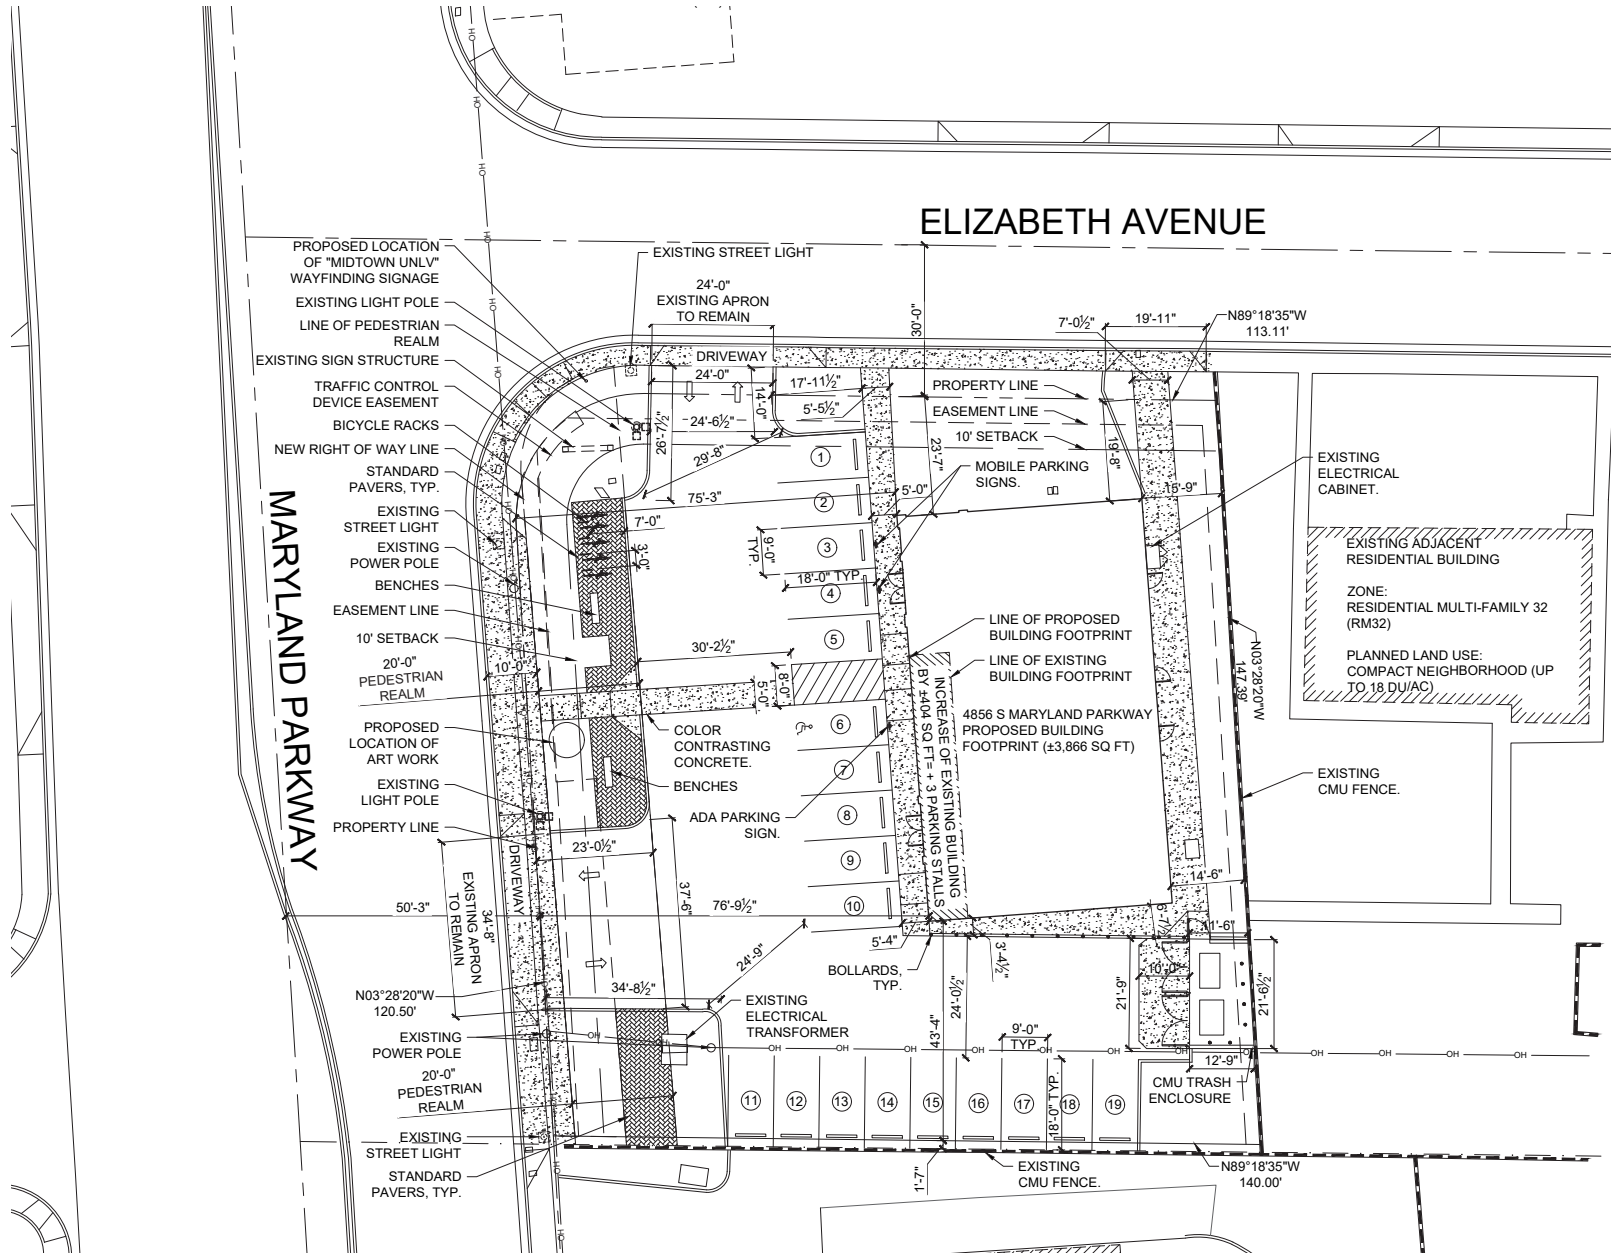 ELIZABETH AVENUE
MARYLAND PARKWAY
PROPOSED LOCATION
OF "MIDTOWN UNLV"
WAYFINDING SIGNAGE
EXISTING LIGHT POLE
LINE OF PEDESTRIAN
REALM
EXISTING SIGN STRUCTURE
TRAFFIC CONTROL
DEVICE EASEMENT
BICYCLE RACKS
NEW RIGHT OF WAY LINE
STANDARD
PAVERS, TYP.
EXISTING
STREET LIGHT
EXISTING
POWER POLE
BENCHES
EASEMENT LINE
10' SETBACK
20'-0"
PEDESTRIAN
REALM
PROPOSED
LOCATION OF
ART WORK
EXISTING
LIGHT POLE
PROPERTY LINE
EXISTING APRON
TO REMAIN
34'-8"
50'-3"
N03°28'20"W
120.50'
EXISTING
POWER POLE
20'-0"
PEDESTRIAN
REALM
EXISTING
STREET LIGHT
STANDARD
PAVERS, TYP.
EXISTING STREET LIGHT
24'-0"
EXISTING APRON
TO REMAIN
DRIVEWAY
24'-0"
17'-11½"
14'-0"
5'-5½"
24'-6½"
26'-7½"
29'-8"
75'-3"
30'-0"
23'-7"
5'-0"
7'-0½"
19'-11"
N89°18'35"W
113.11'
PROPERTY LINE
EASEMENT LINE
10' SETBACK
MOBILE PARKING
SIGNS.
19'-8"
15'-9"
EXISTING
ELECTRICAL
CABINET.
EXISTING ADJACENT
RESIDENTIAL BUILDING
ZONE:
RESIDENTIAL MULTI-FAMILY 32
(RM32)
PLANNED LAND USE:
COMPACT NEIGHBORHOOD (UP
TO 18 DU/AC)
7'-0"
3'-0"
9'-0"
TYP.
18'-0" TYP.
1
2
3
4
5
6
7
8
9
10
30'-2½"
10'-0"
5'-0"
8'-0"
LINE OF PROPOSED
BUILDING FOOTPRINT
LINE OF EXISTING
BUILDING FOOTPRINT
4856 S MARYLAND PARKWAY
PROPOSED BUILDING
FOOTPRINT (±3,866 SQ FT)
INCREASE OF EXISTING BUILDING
BY ±404 SQ FT= + 3 PARKING STALLS
N03°28'20"W
147.39'
COLOR
CONTRASTING
CONCRETE.
BENCHES
ADA PARKING
SIGN.
EXISTING
CMU FENCE.
DRIVEWAY
23'-0½"
37'-6"
76'-9½"
24'-9"
34'-8½"
14'-6"
11'-6"
5'-4"
3'-4½"
BOLLARDS,
TYP.
24'-0½"
43'-4"
21'-9"
10'-0"
21'-6½"
12'-9"
EXISTING
ELECTRICAL
TRANSFORMER
9'-0"
TYP
18'-0" TYP.
11
12
13
14
15
16
17
18
19
CMU TRASH
ENCLOSURE
1'-7"
EXISTING
CMU FENCE.
N89°18'35"W
140.00'
OH
OH
OH
OH
OH
OH
OH
OH
OH
OH
OH